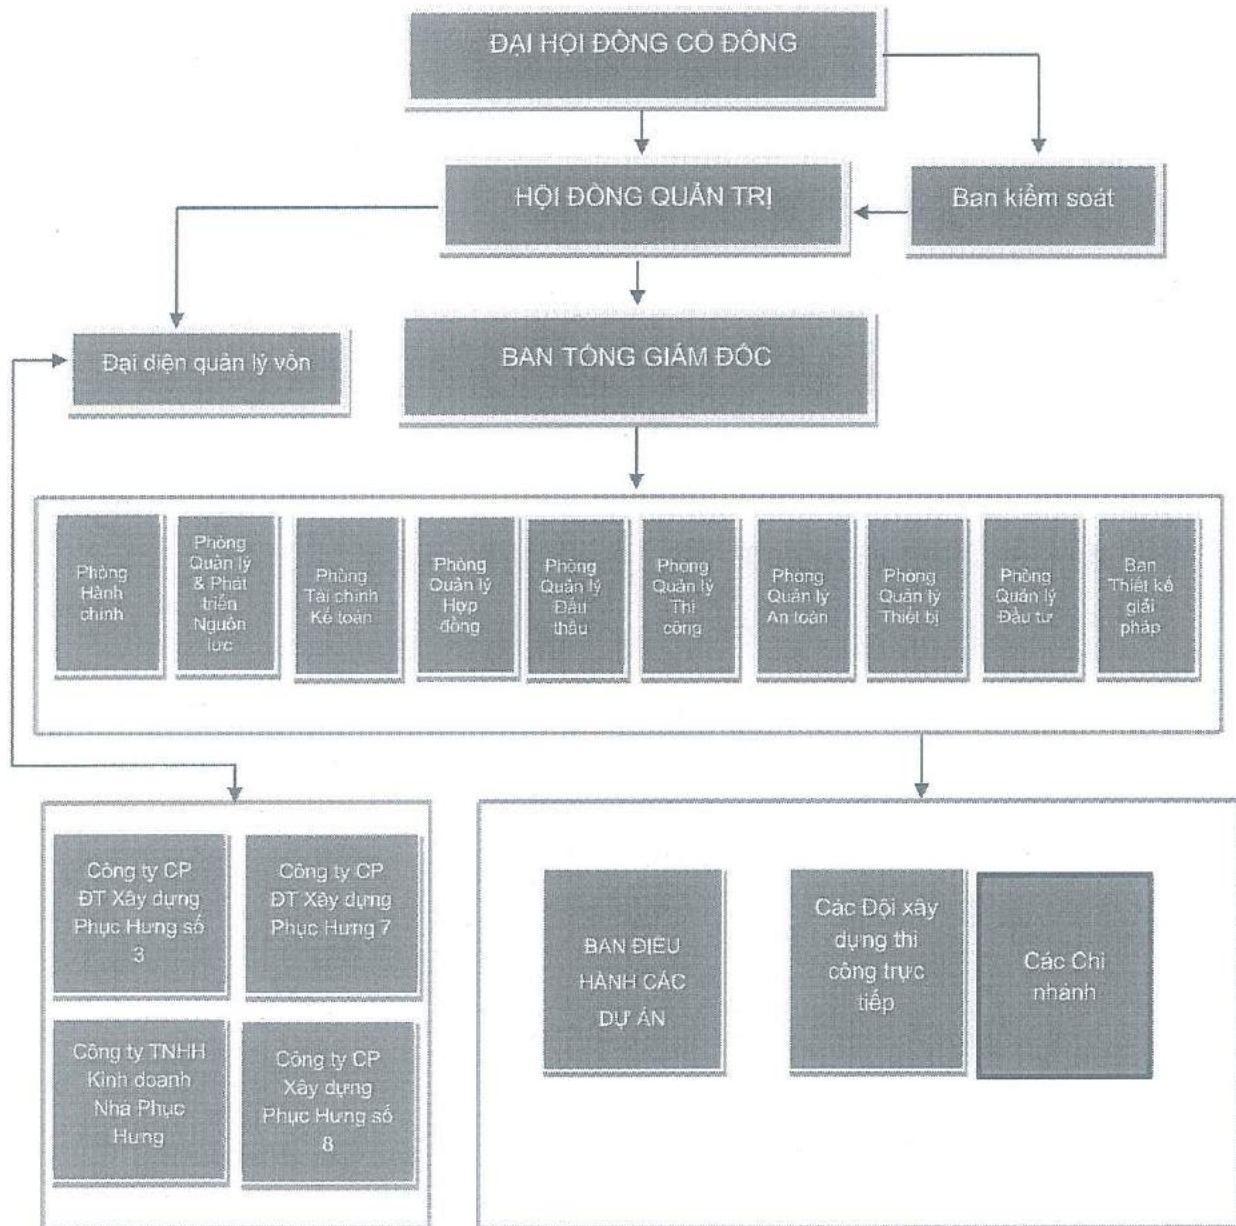 ĐẠI HỘI ĐỒNG CỔ ĐÔNG
HỘI ĐỒNG QUẢN TRỊ
Ban kiểm soát
Đại diện quản lý vốn
BAN TỔNG GIÁM ĐỐC
Phòng
Hành
chính
Phòng
Quản lý
& Phát
triển
Nguồn
lực
Phòng
Tài chính
Kế toán
Phòng
Quản lý
Hợp
đồng
Phòng
Quản lý
Đấu
thầu
Phòng
Quản lý
Thi
công
Phòng
Quản lý
An toàn
Phòng
Quản lý
Thiết bị
Phòng
Quản lý
Đầu tư
Ban
Thiết kế
giải
pháp
Công ty CP
ĐT Xây dựng
Phục Hưng số
3
Công ty CP
ĐT Xây dựng
Phục Hưng 7
Công ty TNHH
Kinh doanh
Nhà Phục
Hưng
Công ty CP
Xây dựng
Phục Hưng số
8
BAN ĐIỀU
HÀNH CÁC
DỰ ÁN
Các Đội xây
dựng thi
công trực
tiếp
Các Chi
nhánh